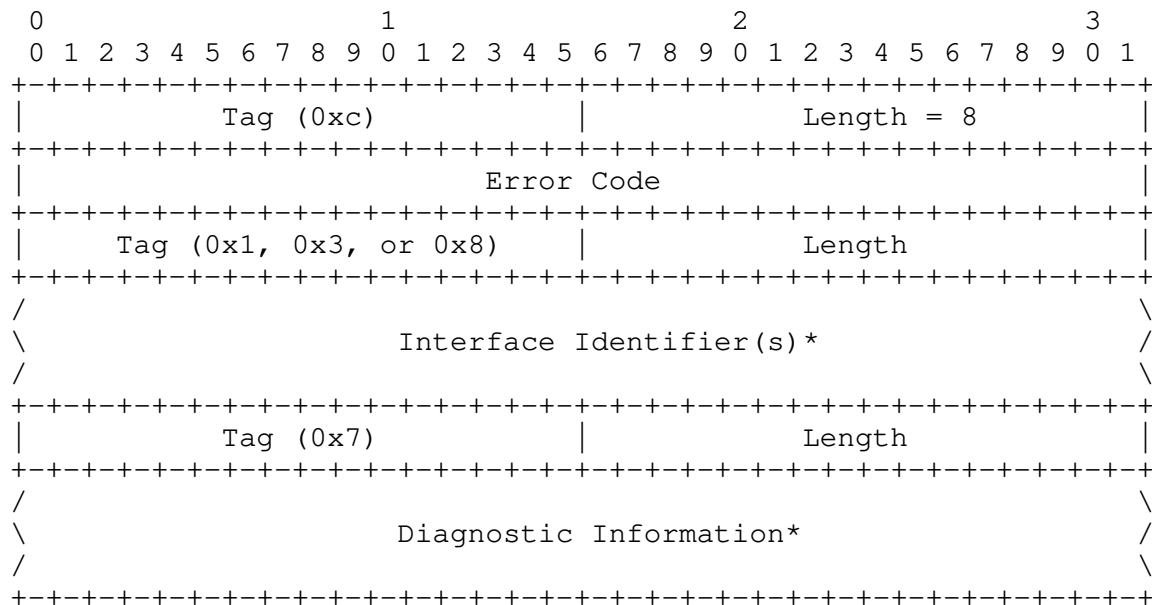 0                   1                   2                   3
 0 1 2 3 4 5 6 7 8 9 0 1 2 3 4 5 6 7 8 9 0 1 2 3 4 5 6 7 8 9 0 1
+-+-+-+-+-+-+-+-+-+-+-+-+-+-+-+-+-+-+-+-+-+-+-+-+-+-+-+-+-+-+-+-+
|           Tag (0xc)           |            Length = 8         |
+-+-+-+-+-+-+-+-+-+-+-+-+-+-+-+-+-+-+-+-+-+-+-+-+-+-+-+-+-+-+-+-+
|                          Error Code                           |
+-+-+-+-+-+-+-+-+-+-+-+-+-+-+-+-+-+-+-+-+-+-+-+-+-+-+-+-+-+-+-+-+
|     Tag (0x1, 0x3, or 0x8)    |            Length             |
+-+-+-+-+-+-+-+-+-+-+-+-+-+-+-+-+-+-+-+-+-+-+-+-+-+-+-+-+-+-+-+-+
/                                                               \
\                     Interface Identifier(s)*                  /
/                                                               \
+-+-+-+-+-+-+-+-+-+-+-+-+-+-+-+-+-+-+-+-+-+-+-+-+-+-+-+-+-+-+-+-+
|           Tag (0x7)           |            Length             |
+-+-+-+-+-+-+-+-+-+-+-+-+-+-+-+-+-+-+-+-+-+-+-+-+-+-+-+-+-+-+-+-+
/                                                               \
\                     Diagnostic Information*                   /
/                                                               \
+-+-+-+-+-+-+-+-+-+-+-+-+-+-+-+-+-+-+-+-+-+-+-+-+-+-+-+-+-+-+-+-+